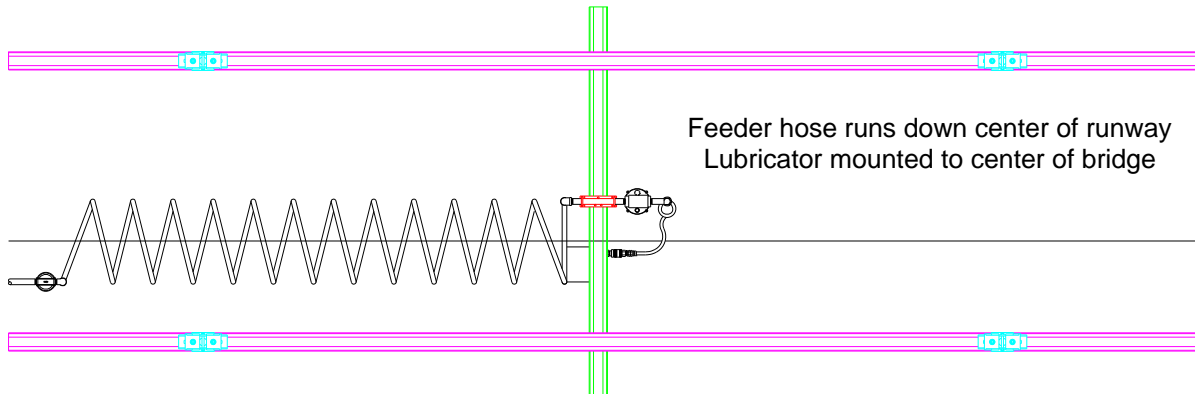 Feeder hose runs down center of runway
Lubricator mounted to center of bridge